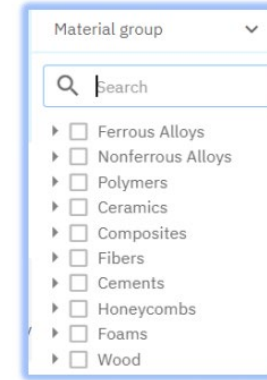 Material group
Search
Ferrous Alloys
Nonferrous Alloys
Polymers
Ceramics
Composites
Fibers
Cements
Honeycombs
Foams
Wood